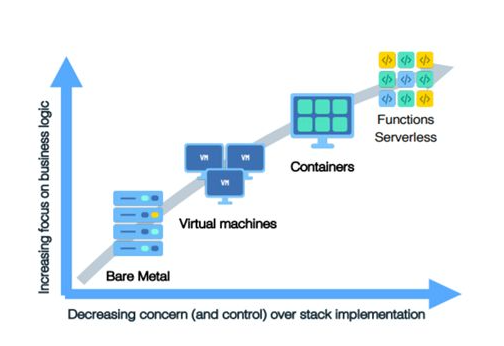 </>
</>
</>
</>
</>
</>
</>
</>
</>
Functions
Serverless
Containers
VM
VM
VM
Virtual machines
Bare Metal
Increasing focus on business logic
Decreasing concern (and control) over stack implementation